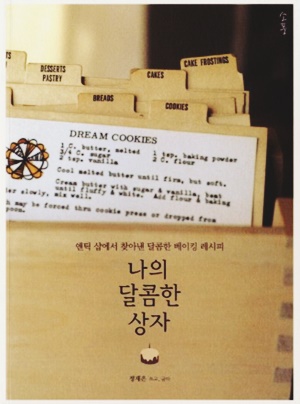 DESSERTS
PASTRY
CAKES
CAKE FROSTINGS
BREADS
COOKIES
DREAM COOKIES
1 C. butter, melted 1 tsp. baking powder
3/4 C. sugar 2 C. flour
2 tsp. vanilla
Cool melted butter until firm, but soft.
Cream butter with sugar & vanilla, beat
until fluffy & white. Add flour & baking
slowly, mix well.
may be forced thru cookie press or dropped from
앤틱 샵에서 찾아낸 달콤한 베이킹 레시피
나의
달콤한
상자
정재은